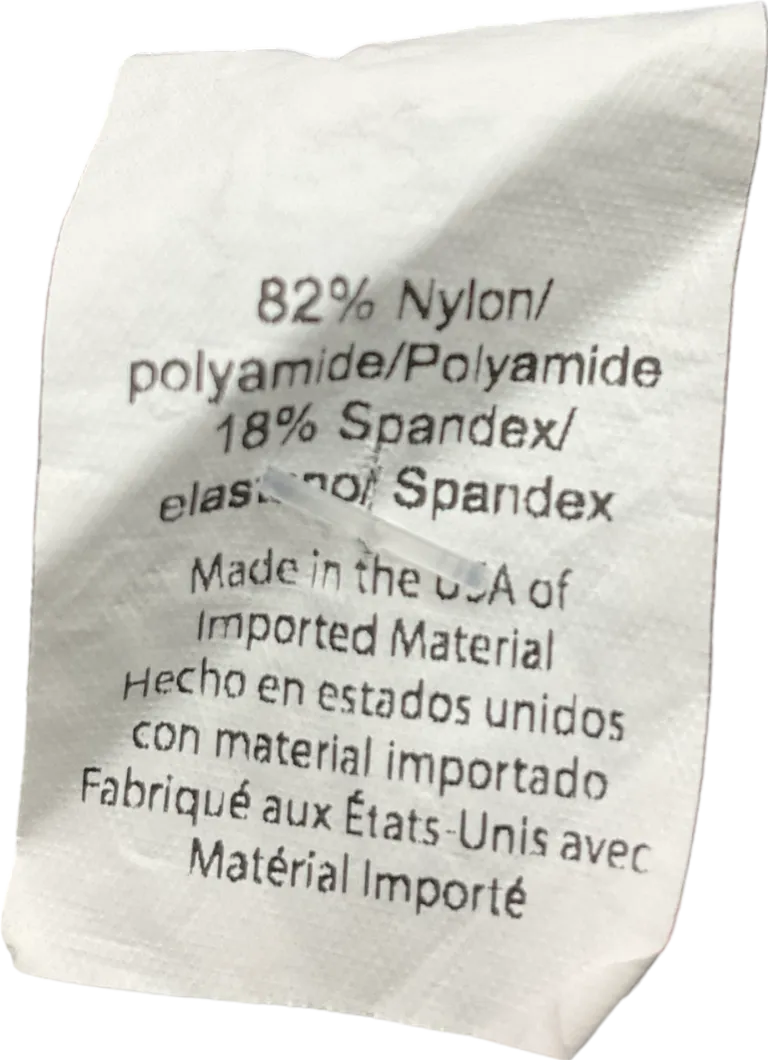 82% Nylon/
polyamide/Polyamide
18% Spandex/
Spandex
Made in the USA of
Imported Material
Hecho en estados unidos
con material importado
Fabriqué aux États-Unis avec
Matérial Importé